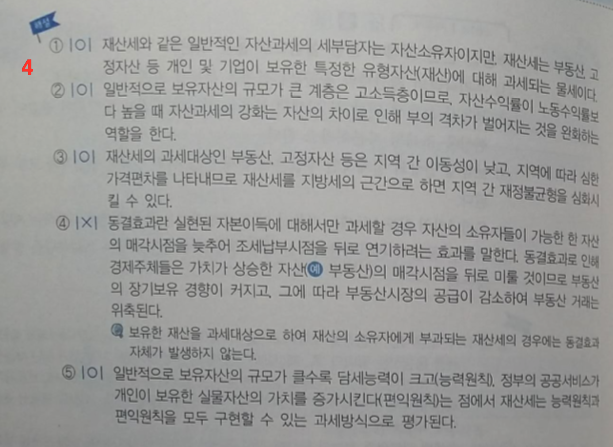 해설
① |O| 재산세와 같은 일반적인 자산과세의 세부담자는 자산소유자이지만, 재산세는 부동산, 고
4
정자산 등 개인 및 기업이 보유한 특정한 유형자산(재산)에 대해 과세되는 물세이다.
② |O| 일반적으로 보유자산의 규모가 큰 계층은 고소득층이므로, 자산수익률이 노동수익률보
다 높을 때 자산과세의 강화는 자산의 차이로 인해 부의 격차가 벌어지는 것을 완화하는
역할을 한다.
③ |O| 재산세의 과세대상인 부동산, 고정자산 등은 지역 간 이동성이 낮고, 지역에 따라 심한
가격편차를 나타내므로 재산세를 지방세의 근간으로 하면 지역 간 재정불균형을 심화시
킬 수 있다.
④ |X| 동결효과란 실현된 자본이득에 대해서만 과세할 경우 자산의 소유자들이 가능한 한 자산
의 매각시점을 늦추어 조세납부시점을 뒤로 연기하려는 효과를 말한다. 동결효과로 인해
경제주체들은 가치가 상승한 자산(예 부동산)의 매각시점을 뒤로 미룰 것이므로 부동산
의 장기보유 경향이 커지고, 그에 따라 부동산시장의 공급이 감소하여 부동산 거래는
위축된다.
보유한 재산을 과세대상으로 하여 재산의 소유자에게 부과되는 재산세의 경우에는 동결효과
자체가 발생하지 않는다.
⑤ |O| 일반적으로 보유자산의 규모가 클수록 담세능력이 크고(능력원칙), 정부의 공공서비스가
개인이 보유한 실물자산의 가치를 증가시킨다(편익원칙)는 점에서 재산세는 능력원칙과
편익원칙을 모두 구현할 수 있는 과세방식으로 평가된다.